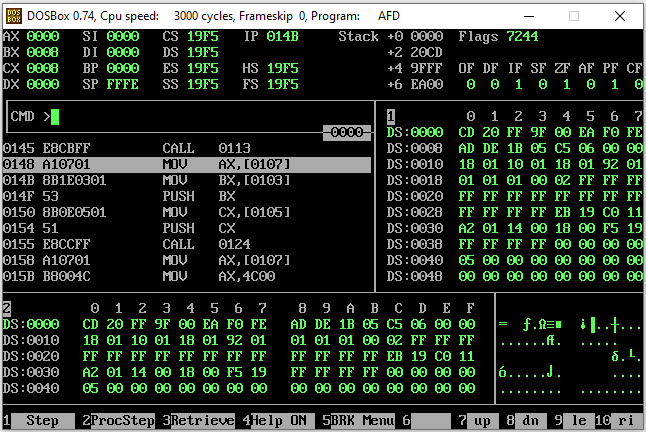 DOSBox 0.74, Cpu speed: 3000 cycles, Frameskip 0, Program: AFD
AX 0000 SI 0000 CS 19F5 IP 014B Stack +0 0000 Flags 7244
BX 0008 DI 0000 DS 19F5 +2 20CD
CX 0008 BP 0000 ES 19F5 HS 19F5 +4 9FFF OF DF IF SF ZF AF PF CF
DX 0000 SP FFFE SS 19F5 FS 19F5 +6 EA00 0 0 1 0 1 0 1 0
CMD >
0000
0145 E8CBFF CALL 0113
0148 A10701 MOV AX,[0107]
014B 8B1E0301 MOV BX,[0103]
014F 53 PUSH BX
0150 8B0E0501 MOV CX,[0105]
0154 51 PUSH CX
0155 E8CCFF CALL 0124
0158 A10701 MOV AX,[0107]
015B B8004C MOV AX,4C00
1 0 1 2 3 4 5 6 7
DS:0000 CD 20 FF 9F 00 EA F0 FE
DS:0008 AD DE 1B 05 C5 06 00 00
DS:0010 18 01 10 01 18 01 92 01
DS:0018 01 01 01 00 02 FF FF FF
DS:0020 FF FF FF FF FF FF FF FF
DS:0028 FF FF FF FF EB 19 C0 11
DS:0030 A2 01 14 00 18 00 F5 19
DS:0038 FF FF FF FF 00 00 00 00
DS:0040 05 00 00 00 00 00 00 00
DS:0048 00 00 00 00 00 00 00 00
2 0 1 2 3 4 5 6 7 8 9 A B C D E F
DS:0000 CD 20 FF 9F 00 EA F0 FE AD DE 1B 05 C5 06 00 00 = ƒ.Ω≡■ ¡▐..┼...
DS:0010 18 01 10 01 18 01 92 01 01 01 01 00 02 FF FF FF ......Æ. .....
DS:0020 FF FF FF FF FF FF FF FF FF FF FF FF EB 19 C0 11 δ.└.
DS:0030 A2 01 14 00 18 00 F5 19 FF FF FF FF 00 00 00 00 ó.....⌡. ....
DS:0040 05 00 00 00 00 00 00 00 00 00 00 00 00 00 00 00 ........ ........
1 Step 2 ProcStep 3 Retrieve 4 Help ON 5 BRK Menu 6 7 up 8 dn 9 le 10 ri